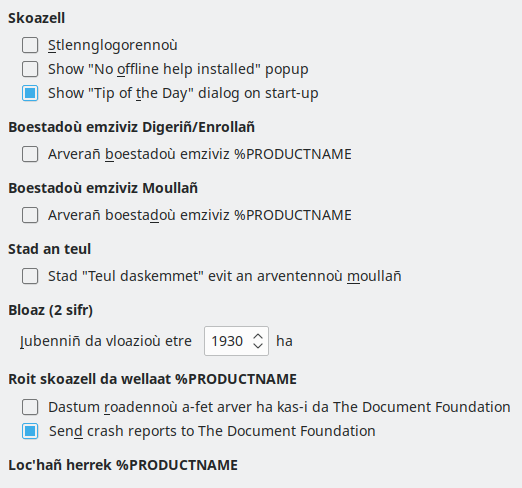 Skoazell
Stlennglogorennoù
Show "No offline help installed" popup
Show "Tip of the Day" dialog on start-up
Boestadoù emziviz Digeriñ/Enrollañ
Arverañ boestadoù emziviz %PRODUCTNAME
Boestadoù emziviz Moullañ
Arverañ boestadoù emziviz %PRODUCTNAME
Stad an teul
Stad "Teul daskemmet" evit an arventennoù moullañ
Bloaz (2 sifr)
Jubenniñ da vloazioù etre 1930 ha
Roit skoazell da wellaat %PRODUCTNAME
Dastum roadennoù a-fet arver ha kas-i da The Document Foundation
Send crash reports to The Document Foundation
Loc'hañ herrek %PRODUCTNAME